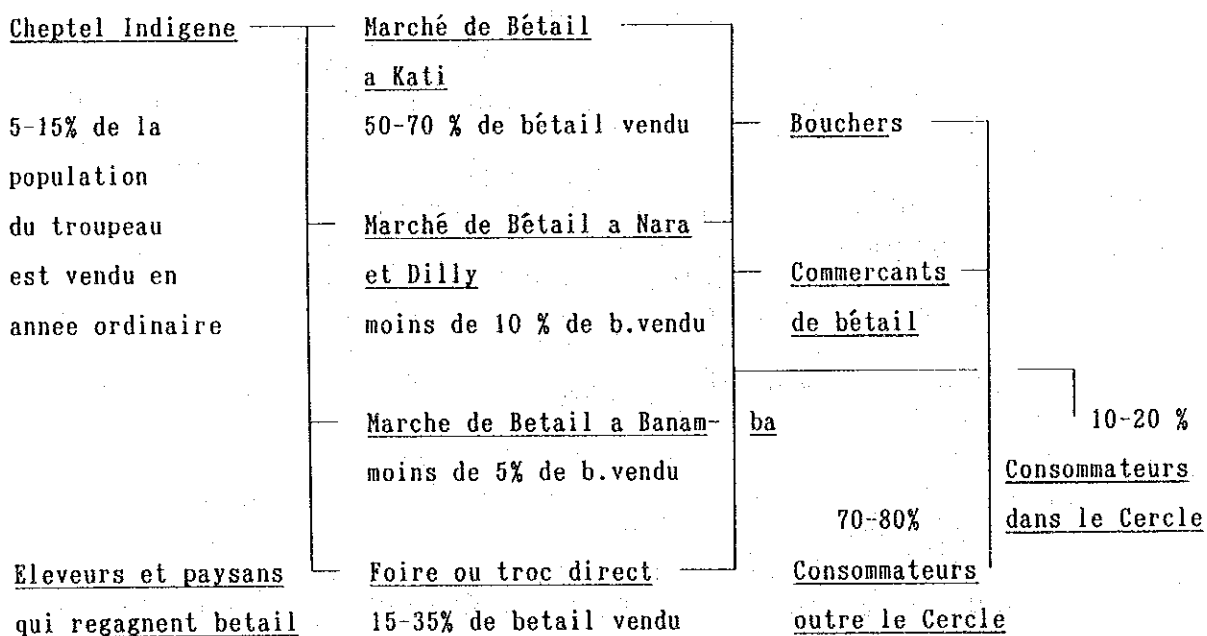 Cheptel Indigene
5-15% de la
population
du troupeau
est vendu en
annee ordinaire
Eleveurs et paysans
qui regagnent betail
Marché de Bétail
a Kati
50-70 % de bétail vendu
Marché de Bétail a Nara
et Dilly
moins de 10 % de b.vendu
Marche de Betail a Banam- ba
moins de 5% de b.vendu
Foire ou troc direct
15-35% de betail vendu
Bouchers
Commercants
de bétail
70-80%
Consommateurs
outre le Cercle
10-20 %
Consommateurs
dans le Cercle